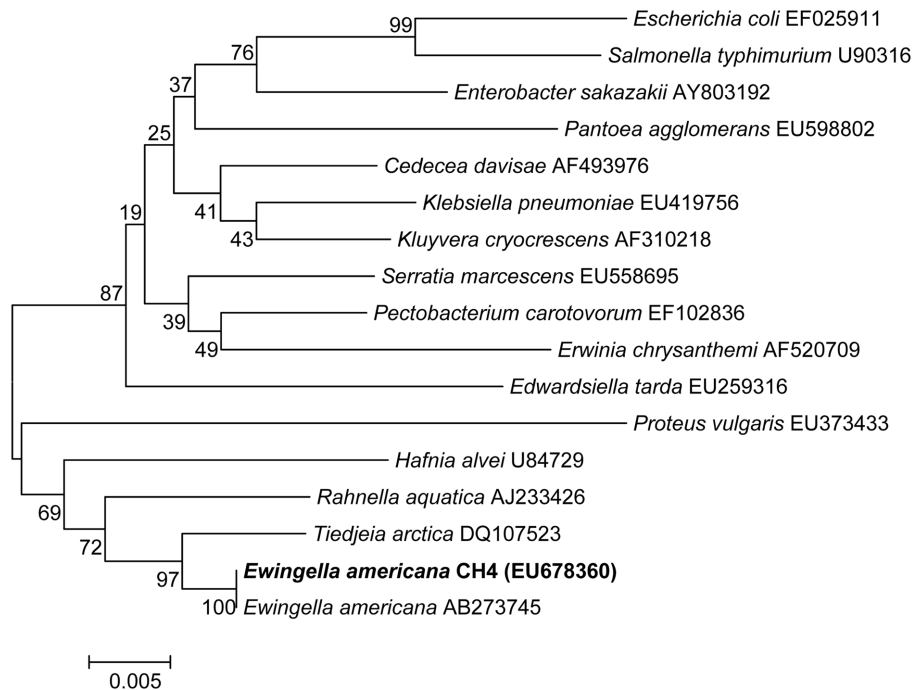 99
Escherichia coli EF025911
76
Salmonella typhimurium U90316
37
Enterobacter sakazakii AY803192
25
Pantoea agglomerans EU598802
Cedecea davisae AF493976
41
Klebsiella pneumoniae EU419756
19
43
Kluyvera cryocrescens AF310218
Serratia marcescens EU558695
87
39
Pectobacterium carotovorum EF102836
49
Erwinia chrysanthemi AF520709
Edwardsiella tarda EU259316
Proteus vulgaris EU373433
Hafnia alvei U84729
69
Rahnella aquatica AJ233426
72
Tiedjeia arctica DQ107523
97
Ewingella americana CH4 (EU678360)
100
Ewingella americana AB273745
0.005